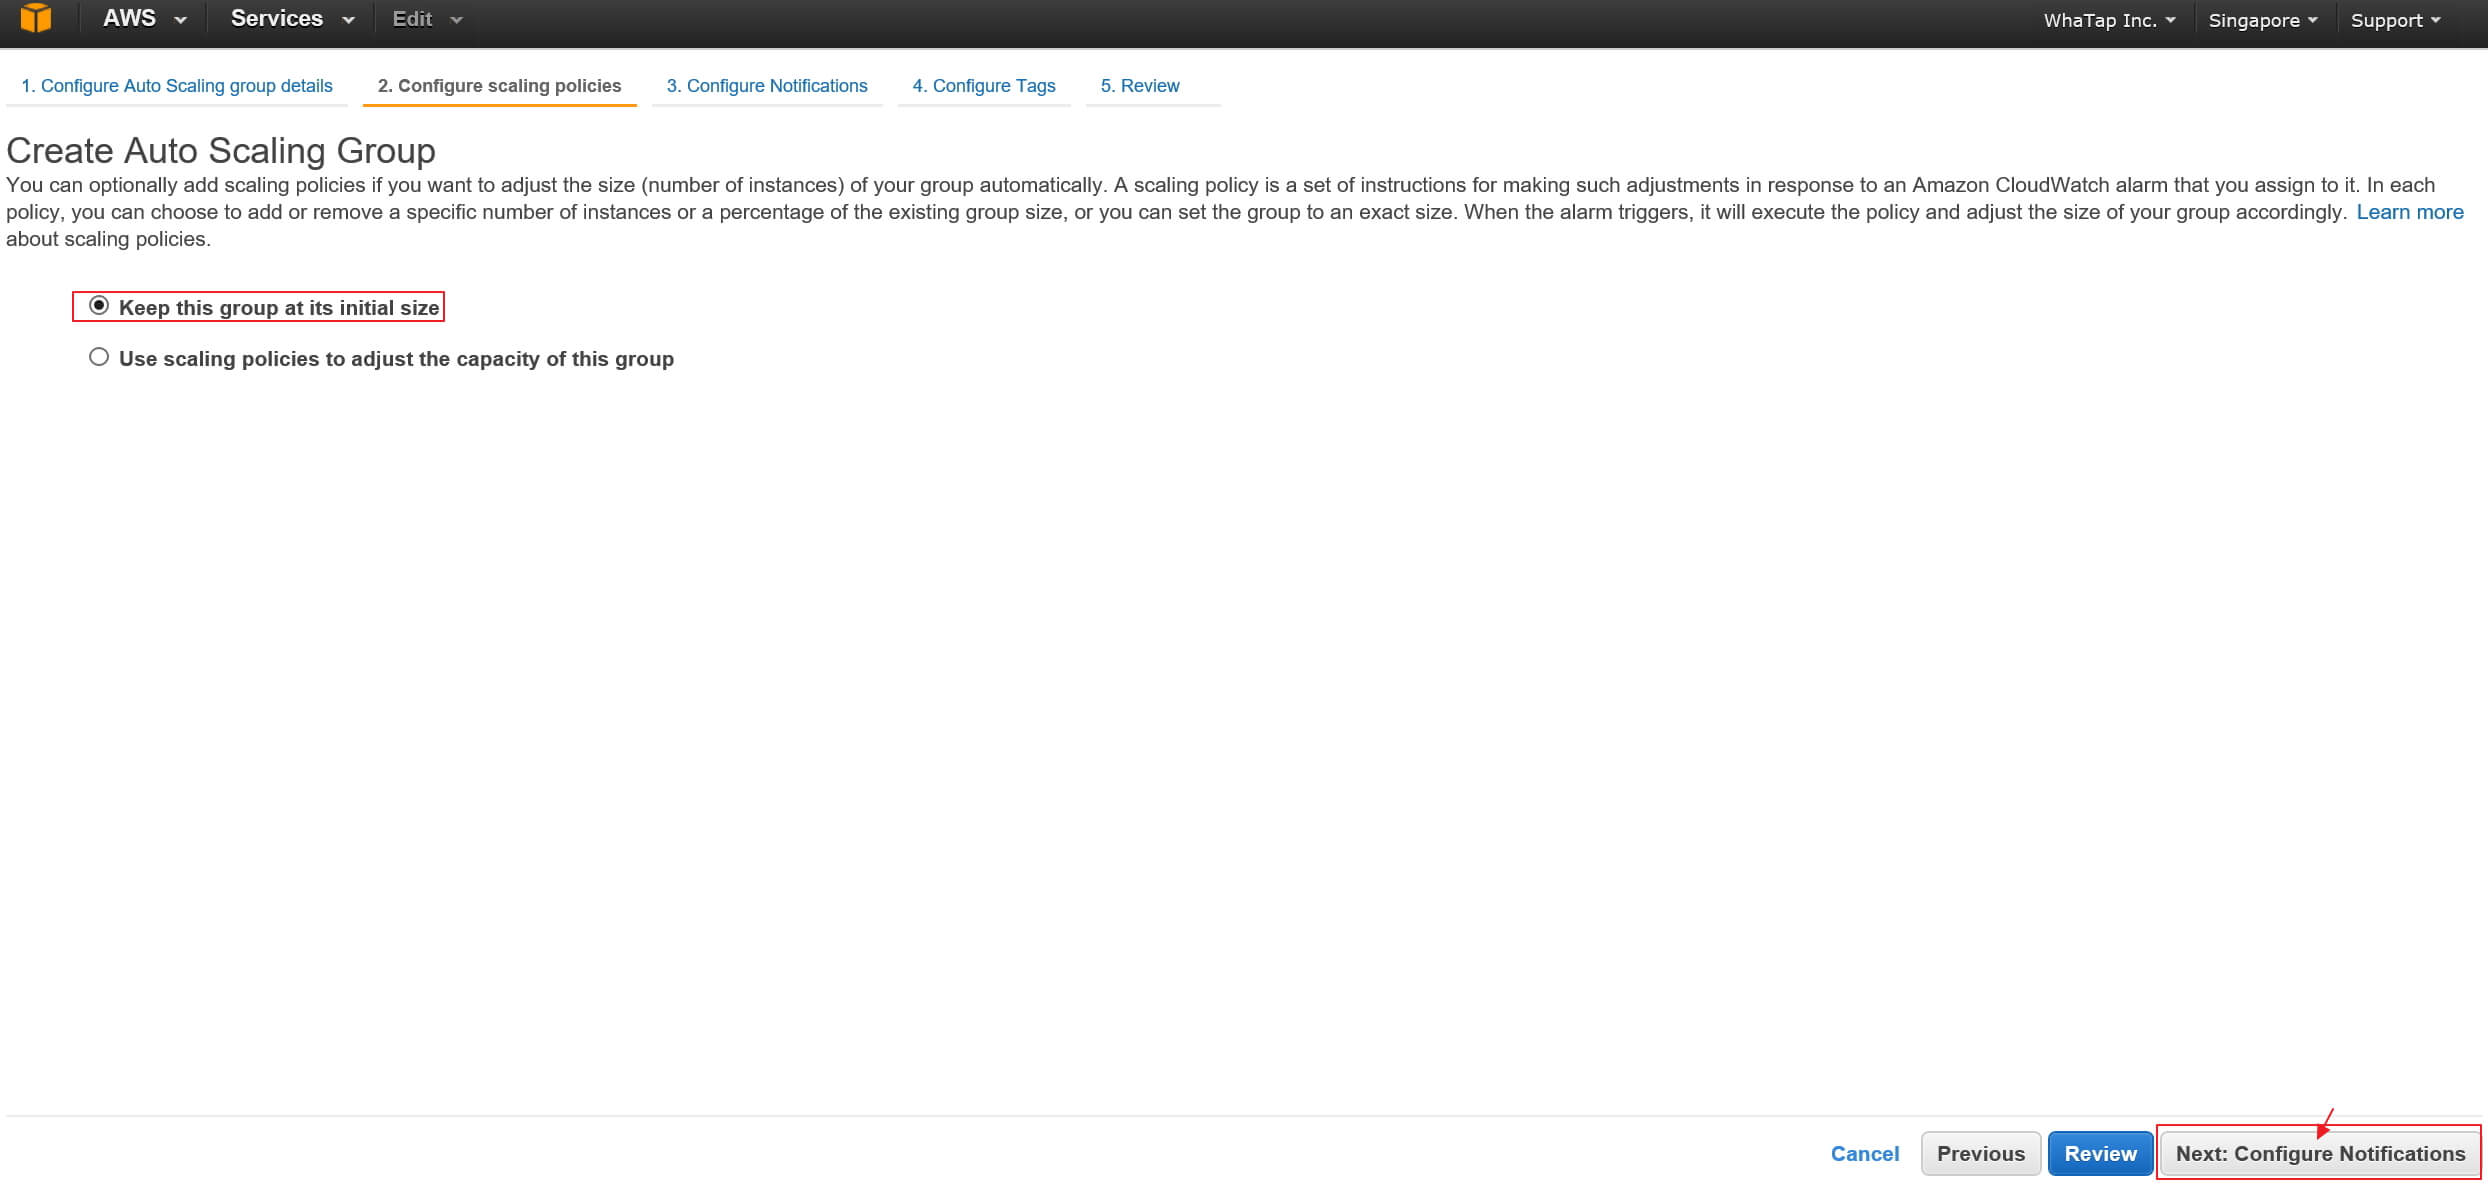 AWS Services Edit WhaTap Inc. Singapore Support
1. Configure Auto Scaling group details 2. Configure scaling policies 3. Configure Notifications 4. Configure Tags 5. Review
Create Auto Scaling Group
You can optionally add scaling policies if you want to adjust the size (number of instances) of your group automatically. A scaling policy is a set of instructions for making such adjustments in response to an Amazon CloudWatch alarm that you assign to it. In each
policy, you can choose to add or remove a specific number of instances or a percentage of the existing group size, or you can set the group to an exact size. When the alarm triggers, it will execute the policy and adjust the size of your group accordingly. Learn more
about scaling policies.
Keep this group at its initial size
Use scaling policies to adjust the capacity of this group
Cancel Previous Review Next: Configure Notifications